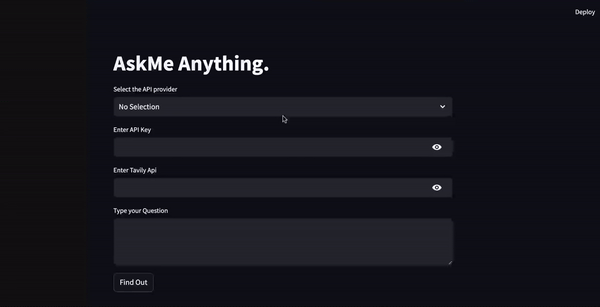 Deploy
AskMe Anything.
Select the API provider
No Selection
Enter API Key
Enter Tavily Api
Type your Question
Find Out